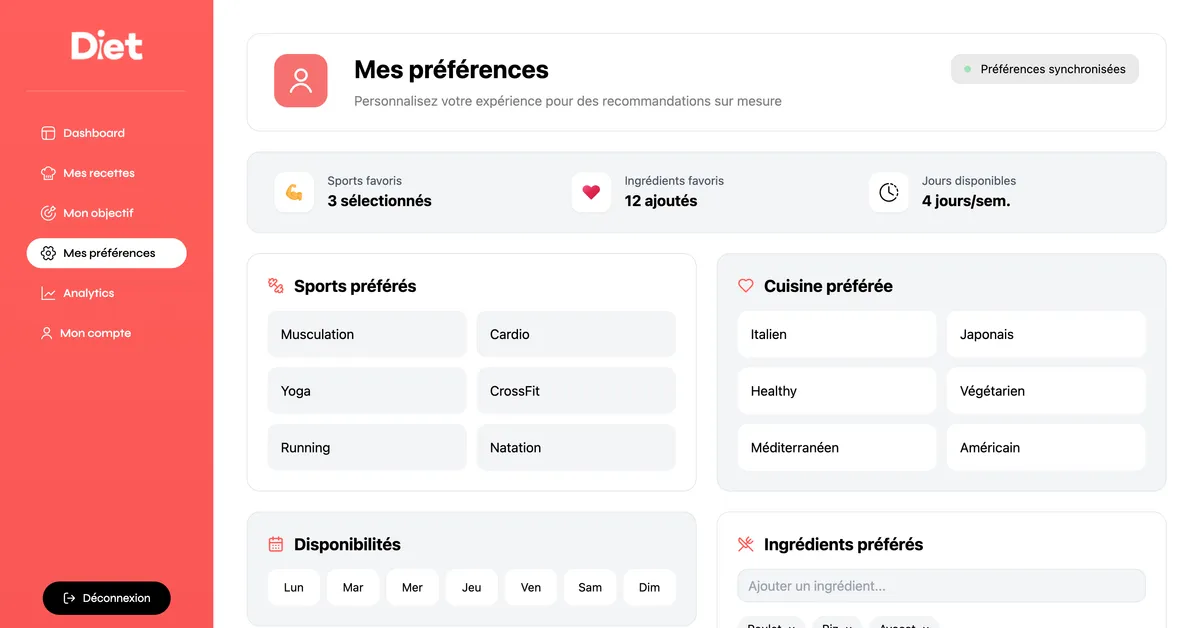 Diet
Dashboard
Mes recettes
Mon objectif
Mes préférences
Analytics
Mon compte
Déconnexion
Mes préférences
Personnalisez votre expérience pour des recommandations sur mesure
Préférences synchronisées
Sports favoris
3 sélectionnés
Ingrédients favoris
12 ajoutés
Jours disponibles
4 jours/sem.
Sports préférés
Musculation
Cardio
Yoga
CrossFit
Running
Natation
Cuisine préférée
Italien
Japonais
Healthy
Végétarien
Méditerranéen
Américain
Disponibilités
Lun
Mar
Mer
Jeu
Ven
Sam
Dim
Ingrédients préférés
Ajouter un ingrédient...
Poulet
Riz
Avocat